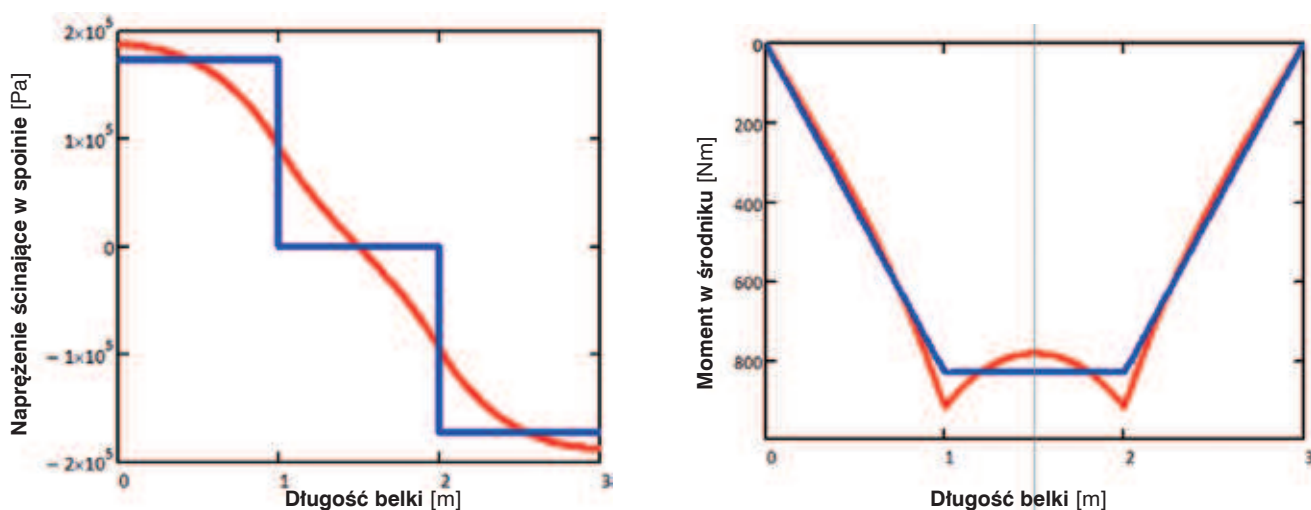 Naprężenie ścinające w spoinie [Pa]
2×10⁵
1×10⁵
0
− 1×10⁵
− 2×10⁵
0 1 2 3
Długość belki [m]
Moment w środniku [Nm]
0
200
400
600
800
0 1 2 3
Długość belki [m]